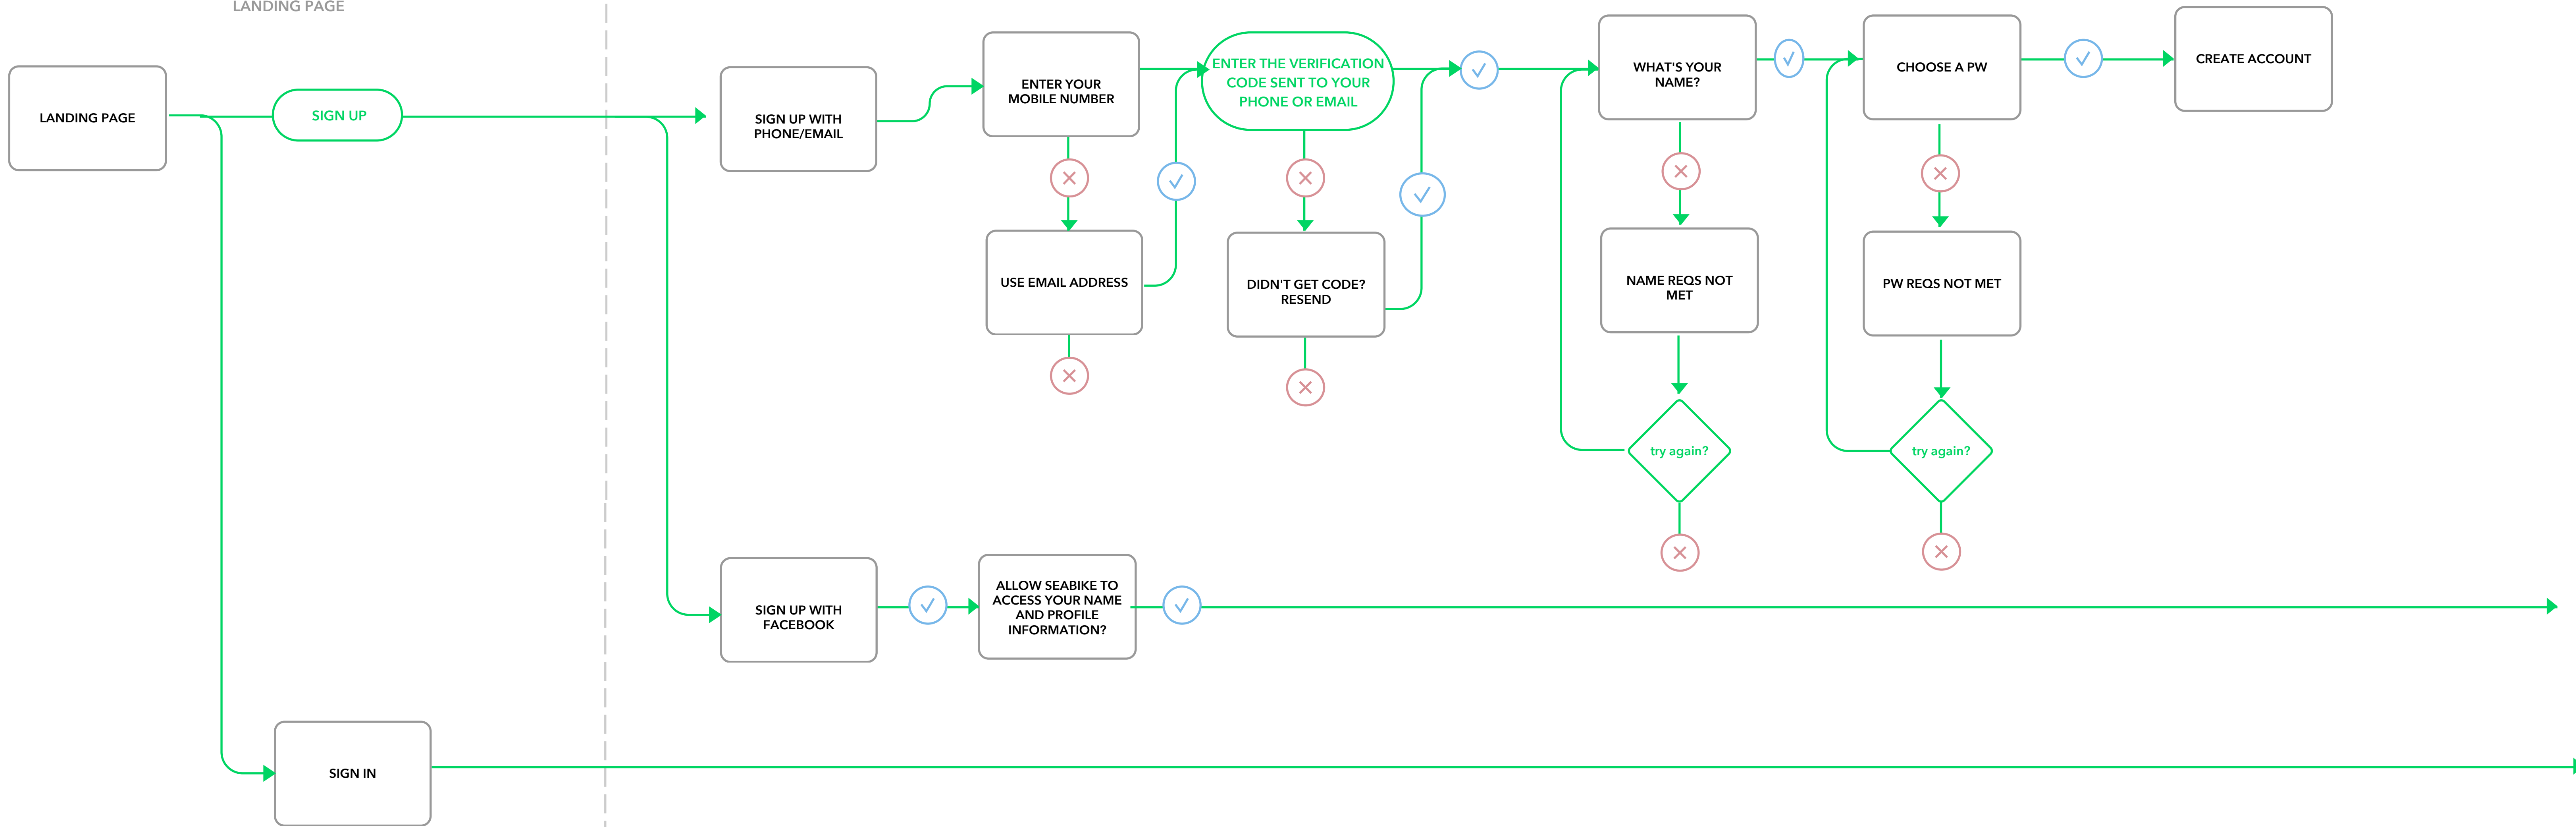 LANDING PAGE
LANDING PAGE
SIGN UP
SIGN UP WITH
PHONE/EMAIL
ENTER YOUR
MOBILE NUMBER
ENTER THE VERIFICATION
CODE SENT TO YOUR
PHONE OR EMAIL
WHAT'S YOUR
NAME?
CHOOSE A PW
CREATE ACCOUNT
USE EMAIL ADDRESS
DIDN'T GET CODE?
RESEND
NAME REQS NOT
MET
PW REQS NOT MET
try again?
try again?
SIGN UP WITH
FACEBOOK
ALLOW SEABIKE TO
ACCESS YOUR NAME
AND PROFILE
INFORMATION?
SIGN IN